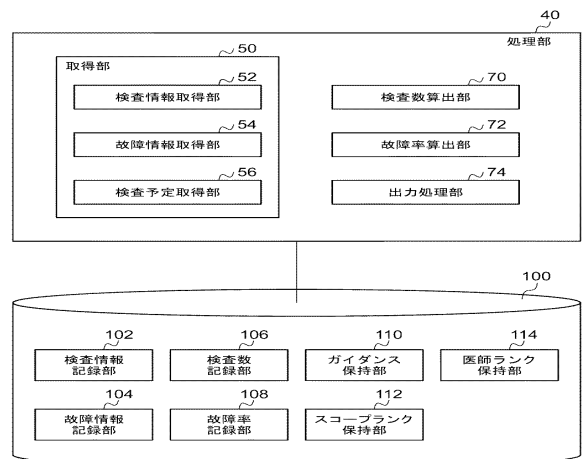 40
処理部
50
取得部
52
検査情報取得部
54
故障情報取得部
56
検査予定取得部
70
検査数算出部
72
故障率算出部
74
出力処理部
100
102
検査情報
記録部
106
検査数
記録部
110
ガイダンス
保持部
114
医師ランク
保持部
104
故障情報
記録部
108
故障率
記録部
112
スコープランク
保持部